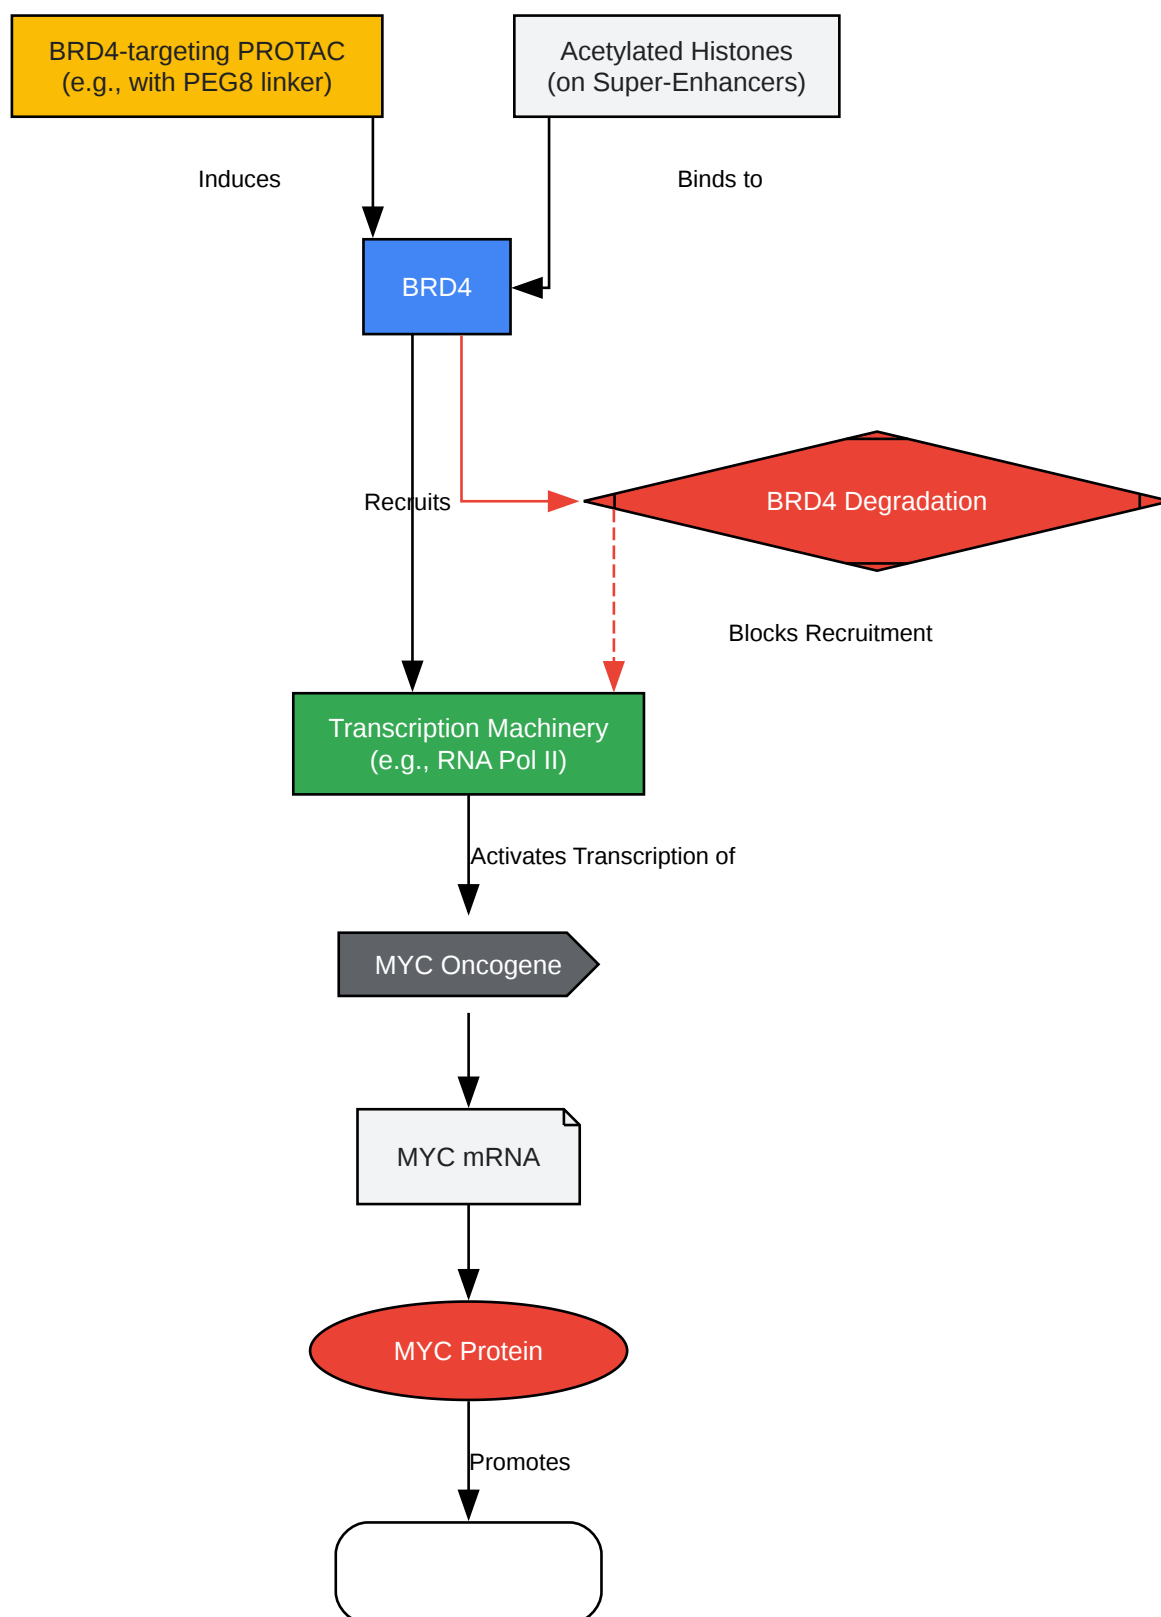 BRD4-targeting PROTAC
(e.g., with PEG8 linker)
Acetylated Histones
(on Super-Enhancers)
Induces
Binds to
BRD4
Recruits
BRD4 Degradation
Blocks Recruitment
Transcription Machinery
(e.g., RNA Pol II)
Activates Transcription of
MYC Oncogene
MYC mRNA
MYC Protein
Promotes